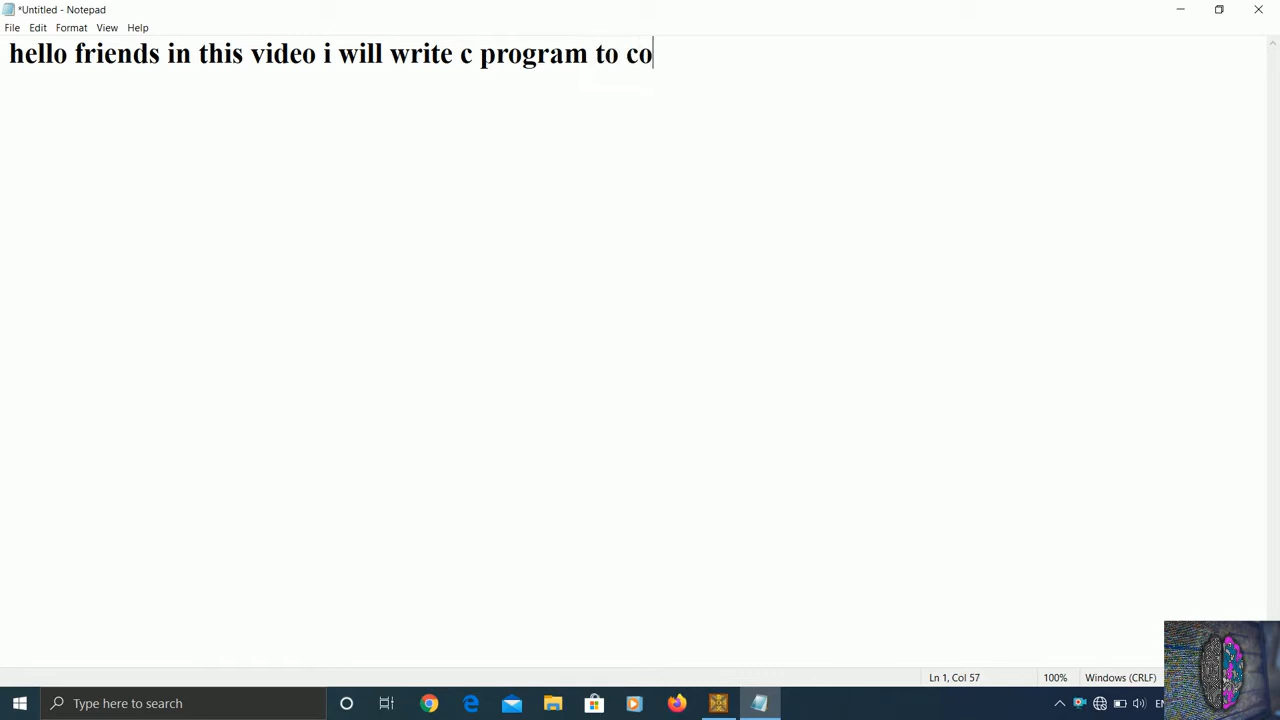 *Untitled - Notepad
File Edit Format View Help
hello friends in this video i will write c program to co
Ln 1, Col 57 100% Windows (CRLF)
Type here to search